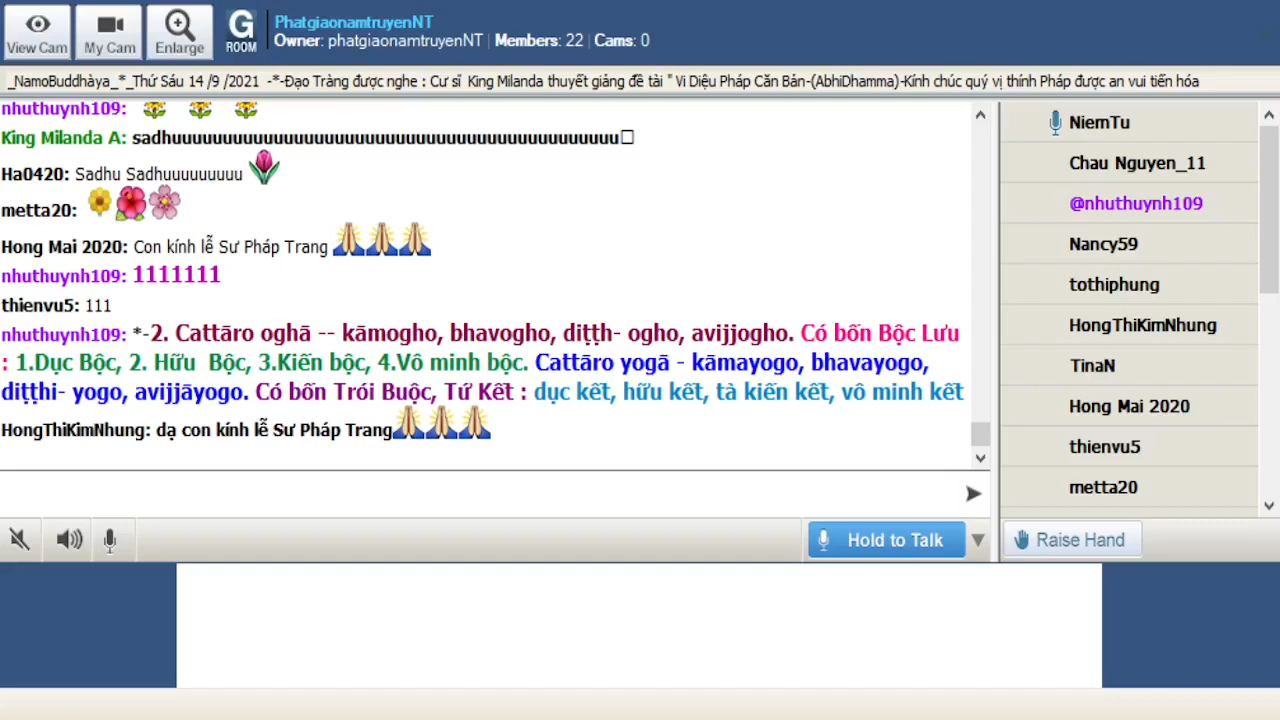 View Cam
My Cam
Enlarge
G
ROOM
PhatgiaonamtruyenNT
Owner: phatgiaonamtruyenNT | Members: 22 | Cams: 0
_NamoBuddhàya_*_Thứ Sáu 14 /9 /2021 -*-Đạo Tràng được nghe : Cư sĩ King Milanda thuyết giảng đề tài " Vi Diệu Pháp Căn Bản-(AbhiDhamma)-Kính chúc quý vị thính Pháp được an vui tiến hóa
nhuthuynh109:
King Milanda A: sadhuuuuuuuuuuuuuuuuuuuuuuuuuuuuuuuuuuuuuuuuuuuuu
Ha0420: Sadhu Sadhuuuuuuuuu
metta20:
Hong Mai 2020: Con kính lễ Sư Pháp Trang
nhuthuynh109: 1111111
thienvu5: 111
nhuthuynh109: *-2. Cattāro oghā -- kāmogho, bhavogho, diṭṭh- ogho, avijjogho. Có bốn Bộc Lưu
: 1.Dục Bộc, 2. Hữu Bộc, 3.Kiến bộc, 4.Vô minh bộc. Cattāro yogā - kāmayogo, bhavayogo,
diṭṭhi- yogo, avijjāyogo. Có bốn Trói Buộc, Tứ Kết : dục kết, hữu kết, tà kiến kết, vô minh kết
HongThiKimNhung: dạ con kính lễ Sư Pháp Trang
Hold to Talk
NiemTu
Chau Nguyen_11
@nhuthuynh109
Nancy59
tothiphung
HongThiKimNhung
TinaN
Hong Mai 2020
thienvu5
metta20
Raise Hand